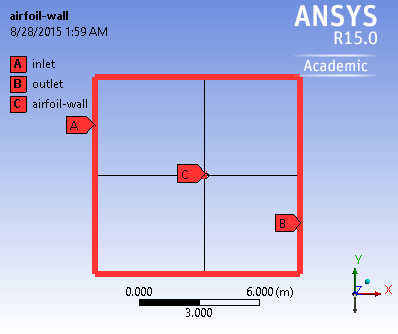 airfoil-wall
8/28/2015 1:59 AM
ANSYS
R15.0
Academic
A inlet
B outlet
C airfoil-wall
A
C
B
0.000 6.000 (m)
3.000
Y
Z X